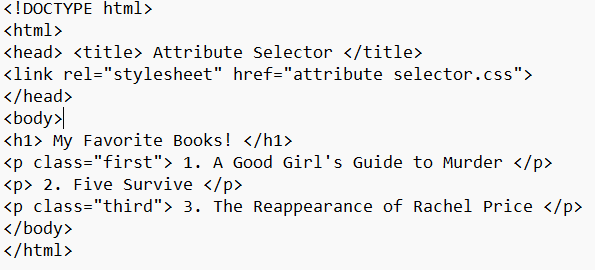 <!DOCTYPE html>
<html>
<head> <title> Attribute Selector </title>
<link rel="stylesheet" href="attribute selector.css">
</head>
<body>
<h1> My Favorite Books! </h1>
<p class="first"> 1. A Good Girl's Guide to Murder </p>
<p> 2. Five Survive </p>
<p class="third"> 3. The Reappearance of Rachel Price </p>
</body>
</html>